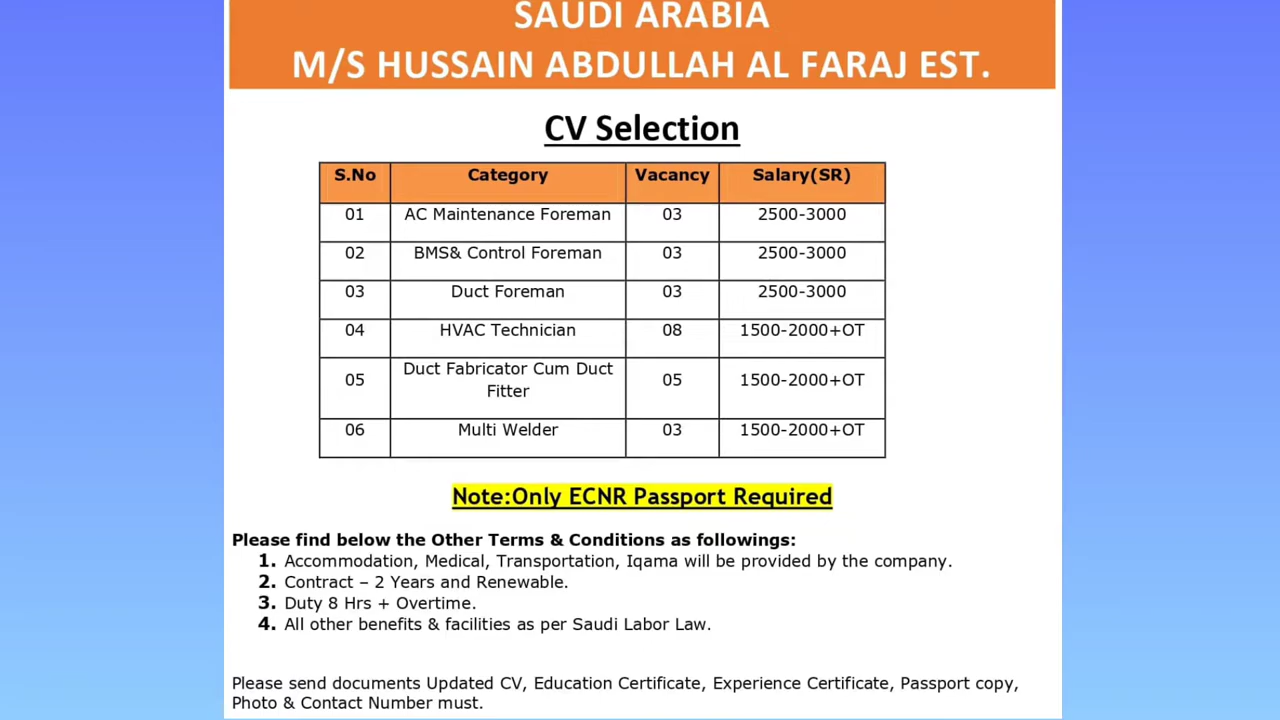 SAUDI ARABIA
M/S HUSSAIN ABDULLAH AL FARAJ EST.
CV Selection
S.No Category Vacancy Salary(SR)
01 AC Maintenance Foreman 03 2500-3000
02 BMS& Control Foreman 03 2500-3000
03 Duct Foreman 03 2500-3000
04 HVAC Technician 08 1500-2000+OT
05 Duct Fabricator Cum Duct
Fitter 05 1500-2000+OT
06 Multi Welder 03 1500-2000+OT
Note:Only ECNR Passport Required
Please find below the Other Terms & Conditions as followings:
1. Accommodation, Medical, Transportation, Iqama will be provided by the company.
2. Contract – 2 Years and Renewable.
3. Duty 8 Hrs + Overtime.
4. All other benefits & facilities as per Saudi Labor Law.
Please send documents Updated CV, Education Certificate, Experience Certificate, Passport copy,
Photo & Contact Number must.